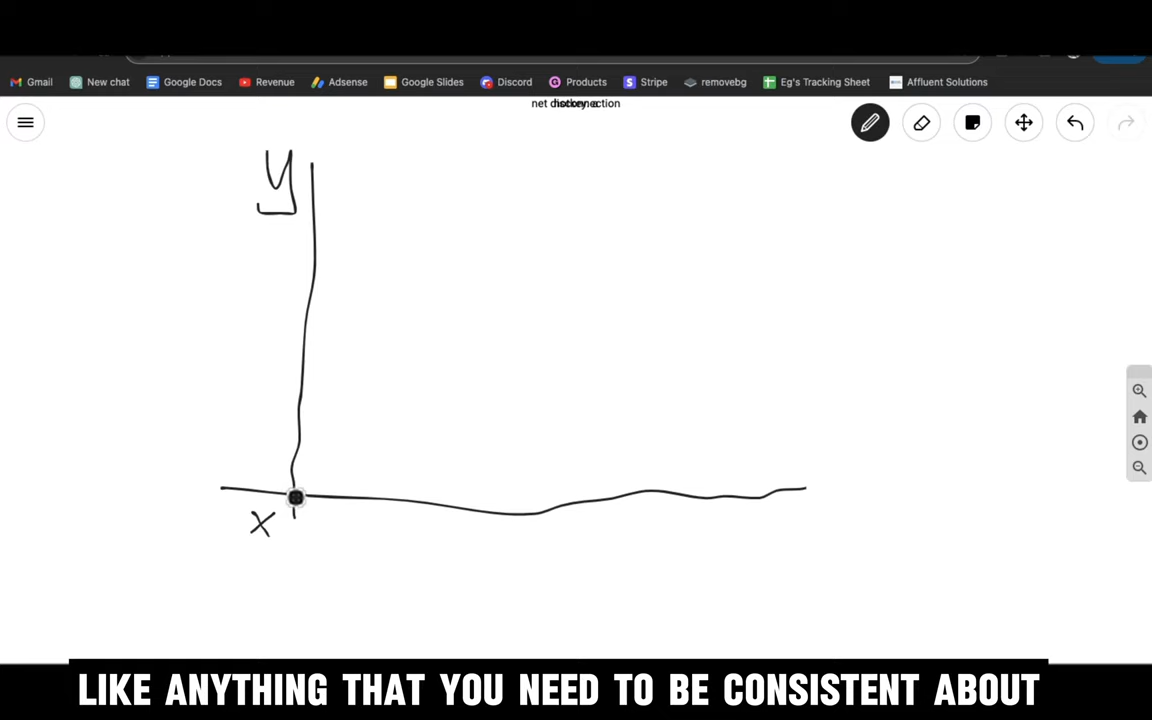 Gmail New chat Google Docs Revenue Adsense Google Slides Discord Products Stripe removebg Eg's Tracking Sheet Affluent Solutions
net
y
x
LIKE ANYTHING THAT YOU NEED TO BE CONSISTENT ABOUT